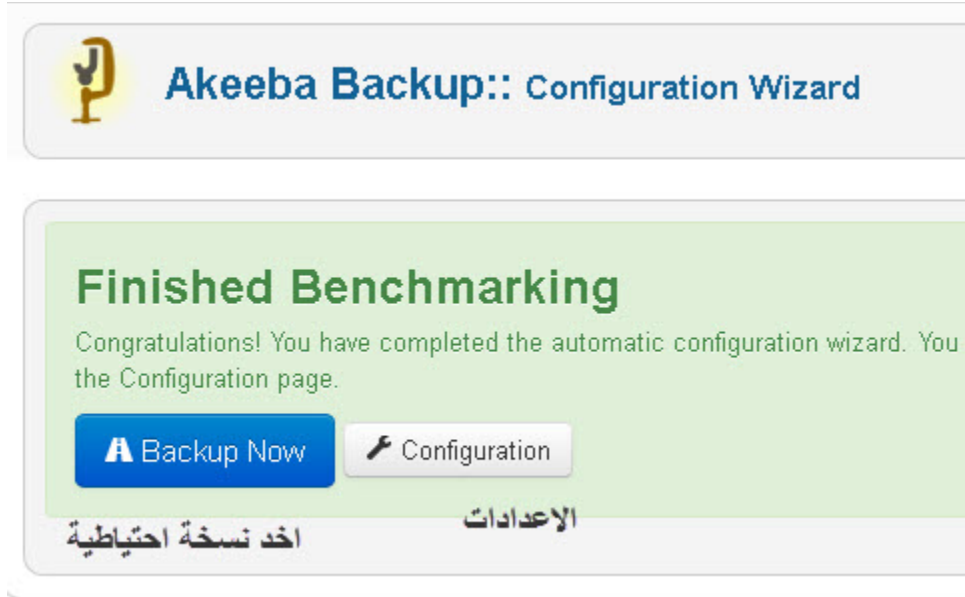 Akeeba Backup:: Configuration Wizard
Finished Benchmarking
Congratulations! You have completed the automatic configuration wizard. You
the Configuration page.
Backup Now
Configuration
الاعدادات
اخد نسخة احتياطية